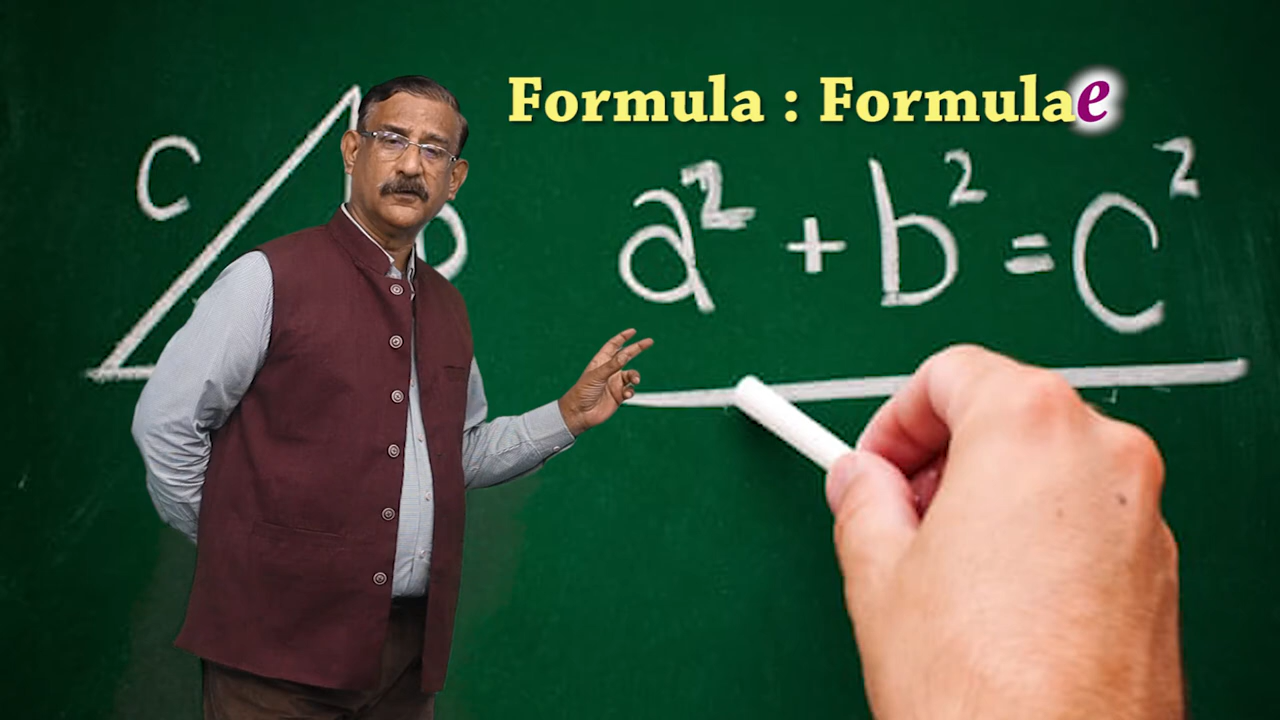 Formula : Formulae
c
b
a² + b² = c²